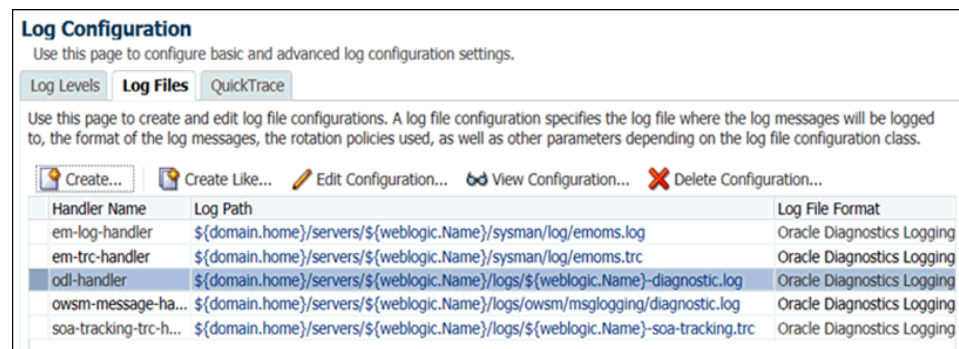 Log Configuration
Use this page to configure basic and advanced log configuration settings.
Log Levels Log Files QuickTrace
Use this page to create and edit log file configurations. A log file configuration specifies the log file where the log messages will be logged
to, the format of the log messages, the rotation policies used, as well as other parameters depending on the log file configuration class.
Create... Create Like... Edit Configuration... View Configuration... Delete Configuration...
Handler Name Log Path Log File Format
em-log-handler ${domain.home}/servers/${weblogic.Name}/sysman/log/emoms.log Oracle Diagnostics Logging
em-trc-handler ${domain.home}/servers/${weblogic.Name}/sysman/log/emoms.trc Oracle Diagnostics Logging
odl-handler ${domain.home}/servers/${weblogic.Name}/logs/${weblogic.Name}-diagnostic.log Oracle Diagnostics Logging
owsm-message-ha... ${domain.home}/servers/${weblogic.Name}/logs/owsm/msglogging/diagnostic.log Oracle Diagnostics Logging
soa-tracking-trc-h... ${domain.home}/servers/${weblogic.Name}/logs/${weblogic.Name}-soa-tracking.trc Oracle Diagnostics Logging